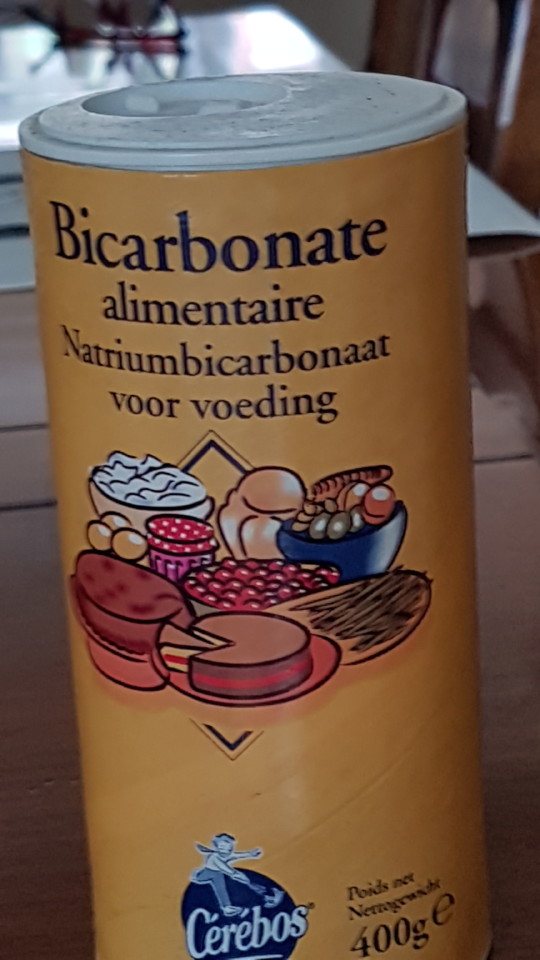 Bicarbonate
alimentaire
Natriumbicarbonaat
voor voeding
Cérébos®
Poids net
Nettogewicht
400g e